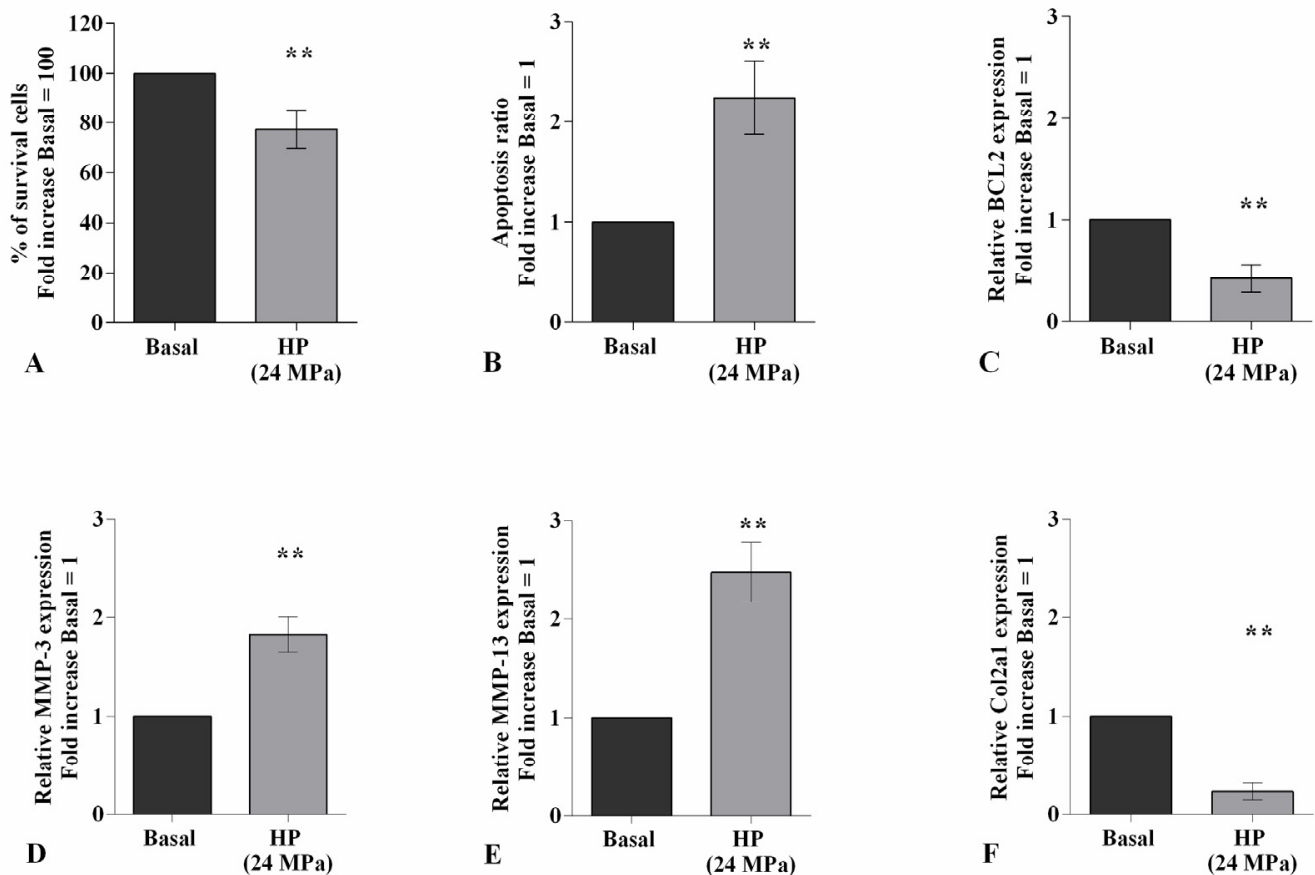 % of survival cells
Fold increase Basal = 100
120
100
80
60
40
20
0
**
Basal
HP
(24 MPa)
A
Apoptosis ratio
Fold increase Basal = 1
3
2
1
0
**
Basal
HP
(24 MPa)
B
Relative BCL2 expression
Fold increase Basal = 1
3
2
1
0
**
Basal
HP
(24 MPa)
C
Relative MMP-3 expression
Fold increase Basal = 1
3
2
1
0
**
Basal
HP
(24 MPa)
D
Relative MMP-13 expression
Fold increase Basal = 1
3
2
1
0
**
Basal
HP
(24 MPa)
E
Relative Col2a1 expression
Fold increase Basal = 1
3
2
1
0
**
Basal
HP
(24 MPa)
F